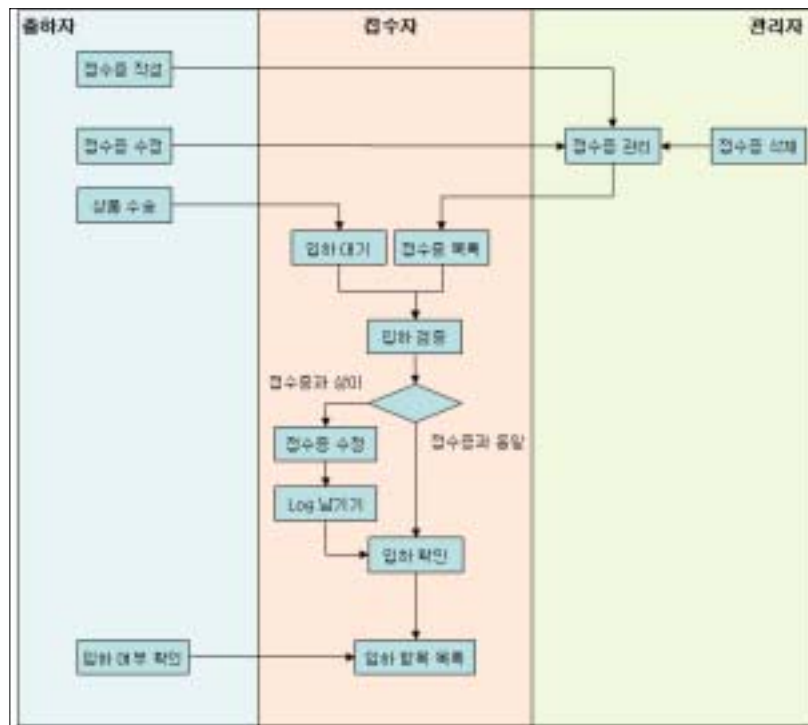 출하자
접수자
관리자
접수증 작성
접수증 수정
접수증 관리
접수증 삭제
상품 수송
입하 대기
접수증 목록
입하 검증
접수증과 상이
접수증 수정
접수증과 동일
Log 남기기
입하 확인
입하 여부 확인
입하 항목 목록